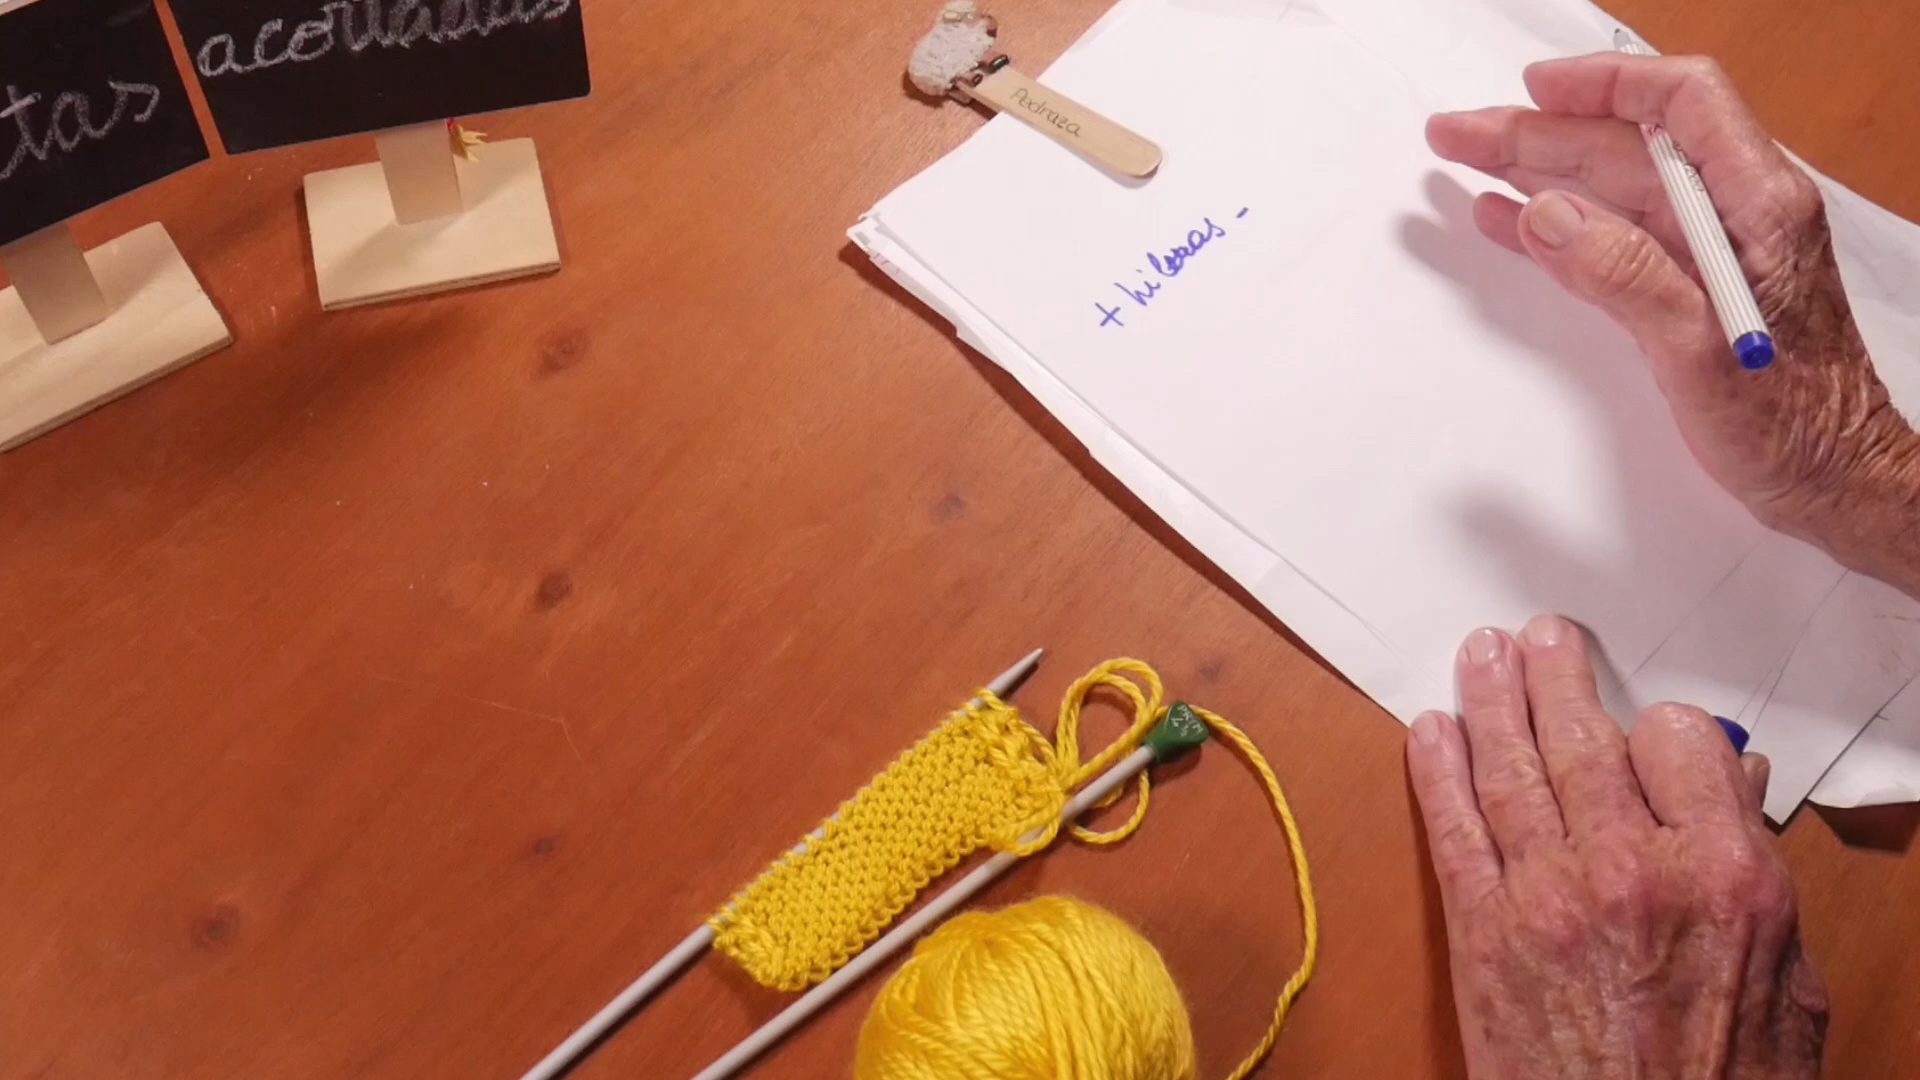 acortadas
tas
Pedraza
+ hileras -